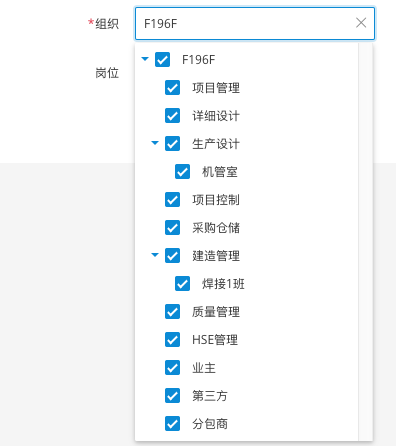 *组织 F196F
岗位
F196F
项目管理
详细设计
生产设计
机管室
项目控制
采购仓储
建造管理
焊接1班
质量管理
HSE管理
业主
第三方
分包商